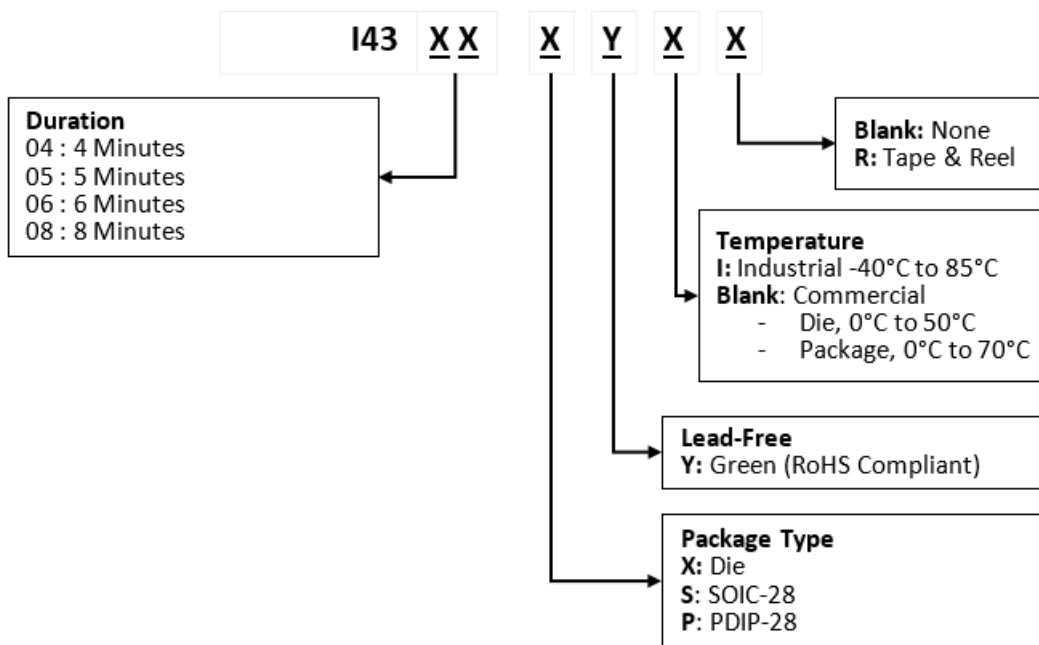 I43 XX X Y X X
Duration
04 : 4 Minutes
05 : 5 Minutes
06 : 6 Minutes
08 : 8 Minutes
Blank: None
R: Tape & Reel
Temperature
I: Industrial -40°C to 85°C
Blank: Commercial
- Die, 0°C to 50°C
- Package, 0°C to 70°C
Lead-Free
Y: Green (RoHS Compliant)
Package Type
X: Die
S: SOIC-28
P: PDIP-28